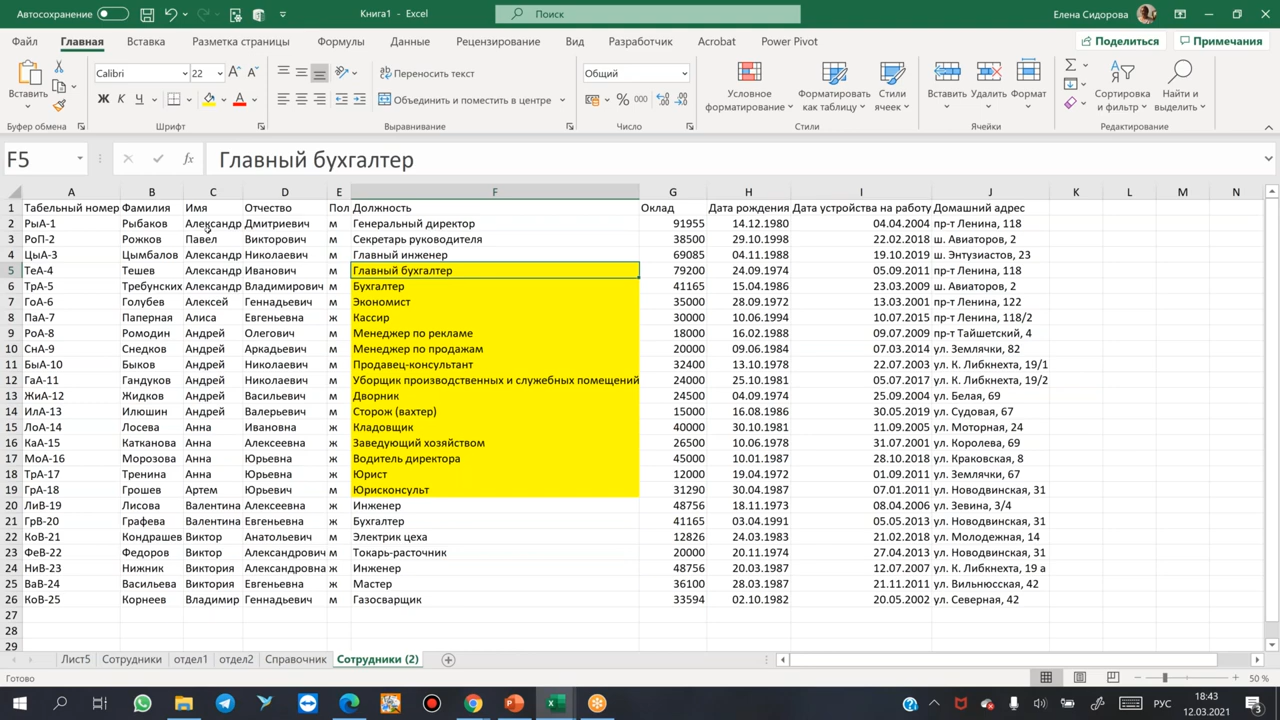 Автосохранение
Книга1 - Excel
Поиск
Елена Сидорова
Файл Главная Вставка Разметка страницы Формулы Данные Рецензирование Вид Разработчик Acrobat Power Pivot Поделиться Примечания
Вставить
Calibri 22
Ж К Ч
Переносить текст
Объединить и поместить в центре
Общий
% 000
Условное форматирование
Форматировать как таблицу
Стили ячеек
Вставить Удалить Формат
Сортировка и фильтр
Найти и выделить
Буфер обмена Шрифт Выравнивание Число Стили Ячейки Редактирование
F5 fx Главный бухгалтер
A B C D E F G H I J K L M N
1 Табельный номер Фамилия Имя Отчество Пол Должность Оклад Дата рождения Дата устройства на работу Домашний адрес
2 РыА-1 Рыбаков Александр Дмитриевич м Генеральный директор 91955 14.12.1980 04.04.2004 пр-т Ленина, 118
3 РоП-2 Рожков Павел Викторович м Секретарь руководителя 38500 29.10.1998 22.02.2018 ш. Авиаторов, 2
4 ЦыА-3 Цымбалов Александр Николаевич м Главный инженер 69085 04.11.1988 19.10.2019 ш. Энтузиастов, 23
5 ТеА-4 Тешев Александр Иванович м Главный бухгалтер 79200 24.09.1974 05.09.2011 пр-т Ленина, 118
6 ТрА-5 Требунских Александр Владимирович м Бухгалтер 41165 15.04.1986 23.03.2009 ш. Авиаторов, 2
7 ГоА-6 Голубев Алексей Геннадьевич м Экономист 35000 28.09.1972 13.03.2001 пр-т Ленина, 122
8 ПаА-7 Паперная Алиса Евгеньевна ж Кассир 30000 10.06.1994 10.07.2015 пр-т Ленина, 118/2
9 РоА-8 Ромодин Андрей Олегович м Менеджер по рекламе 18000 16.02.1988 09.07.2009 пр-т Тайшетский, 4
10 СнА-9 Снедков Андрей Аркадьевич м Менеджер по продажам 20000 09.06.1984 07.03.2014 ул. Землячки, 82
11 БыА-10 Быков Андрей Николаевич м Продавец-консультант 32400 13.10.1978 22.07.2003 ул. К. Либкнехта, 19/1
12 ГаА-11 Гандуков Андрей Николаевич м Уборщик производственных и служебных помещений 24000 25.10.1981 05.07.2017 ул. К. Либкнехта, 19/2
13 ЖиА-12 Жидков Андрей Васильевич м Дворник 24500 04.09.1974 25.09.2004 ул. Белая, 69
14 ИлА-13 Илюшин Андрей Валерьевич м Сторож (вахтер) 15000 16.08.1986 30.05.2019 ул. Судовая, 67
15 ЛоА-14 Лосева Анна Ивановна ж Кладовщик 40000 30.10.1981 11.09.2005 ул. Моторная, 24
16 КаА-15 Катканова Анна Алексеевна ж Заведующий хозяйством 26500 10.06.1978 31.07.2001 ул. Королева, 69
17 МоА-16 Морозова Анна Юрьевна ж Водитель директора 45000 10.01.1987 28.10.2018 ул. Краковская, 8
18 ТрА-17 Тренина Анна Юрьевна ж Юрист 12000 19.04.1972 01.09.2011 ул. Землячки, 67
19 ГрА-18 Грошев Артем Юрьевич м Юрисконсульт 31290 30.04.1987 07.01.2011 ул. Новодвинская, 31
20 ЛиВ-19 Лисова Валентина Алексеевна ж Инженер 48756 18.11.1973 08.04.2006 ул. Зевина, 3/4
21 ГрВ-20 Графева Валентина Евгеньевна ж Бухгалтер 41165 03.04.1991 05.05.2013 ул. Новодвинская, 31
22 КоВ-21 Кондрашев Виктор Анатольевич м Электрик цеха 12826 24.03.1983 21.02.2018 ул. Молодежная, 14
23 ФеВ-22 Федоров Виктор Александрович м Токарь-расточник 20000 20.11.1974 27.04.2013 ул. Новодвинская, 31
24 НиВ-23 Нижник Виктория Александровна ж Инженер 48756 20.03.1987 12.07.2007 ул. К. Либкнехта, 19 а
25 ВаВ-24 Васильева Виктория Евгеньевна ж Мастер 36100 28.03.1987 21.11.2011 ул. Вильнюсская, 42
26 КоВ-25 Корнеев Владимир Геннадьевич м Газосварщик 33594 02.10.1982 20.05.2002 ул. Северная, 42
27
28
29
Лист5 Сотрудники отдел1 отдел2 Справочник Сотрудники (2)
Готово 50 %
РУС 18:43
12.03.2021